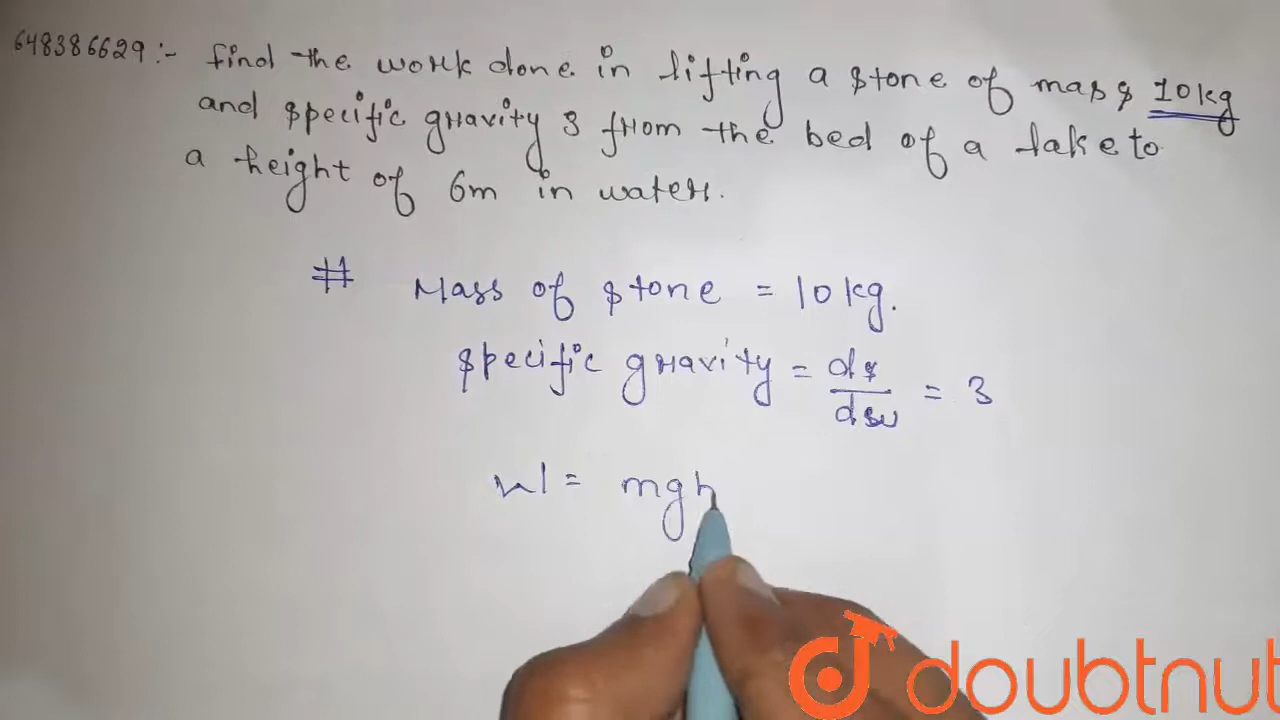 648386629:- find the work done in lifting a stone of mass 10kg
and specific gravity 3 from the bed of a lake to
a height of 6m in water.
# Mass of stone = 10kg.
specific gravity = ds/dw = 3
W = mgh
doubtnut